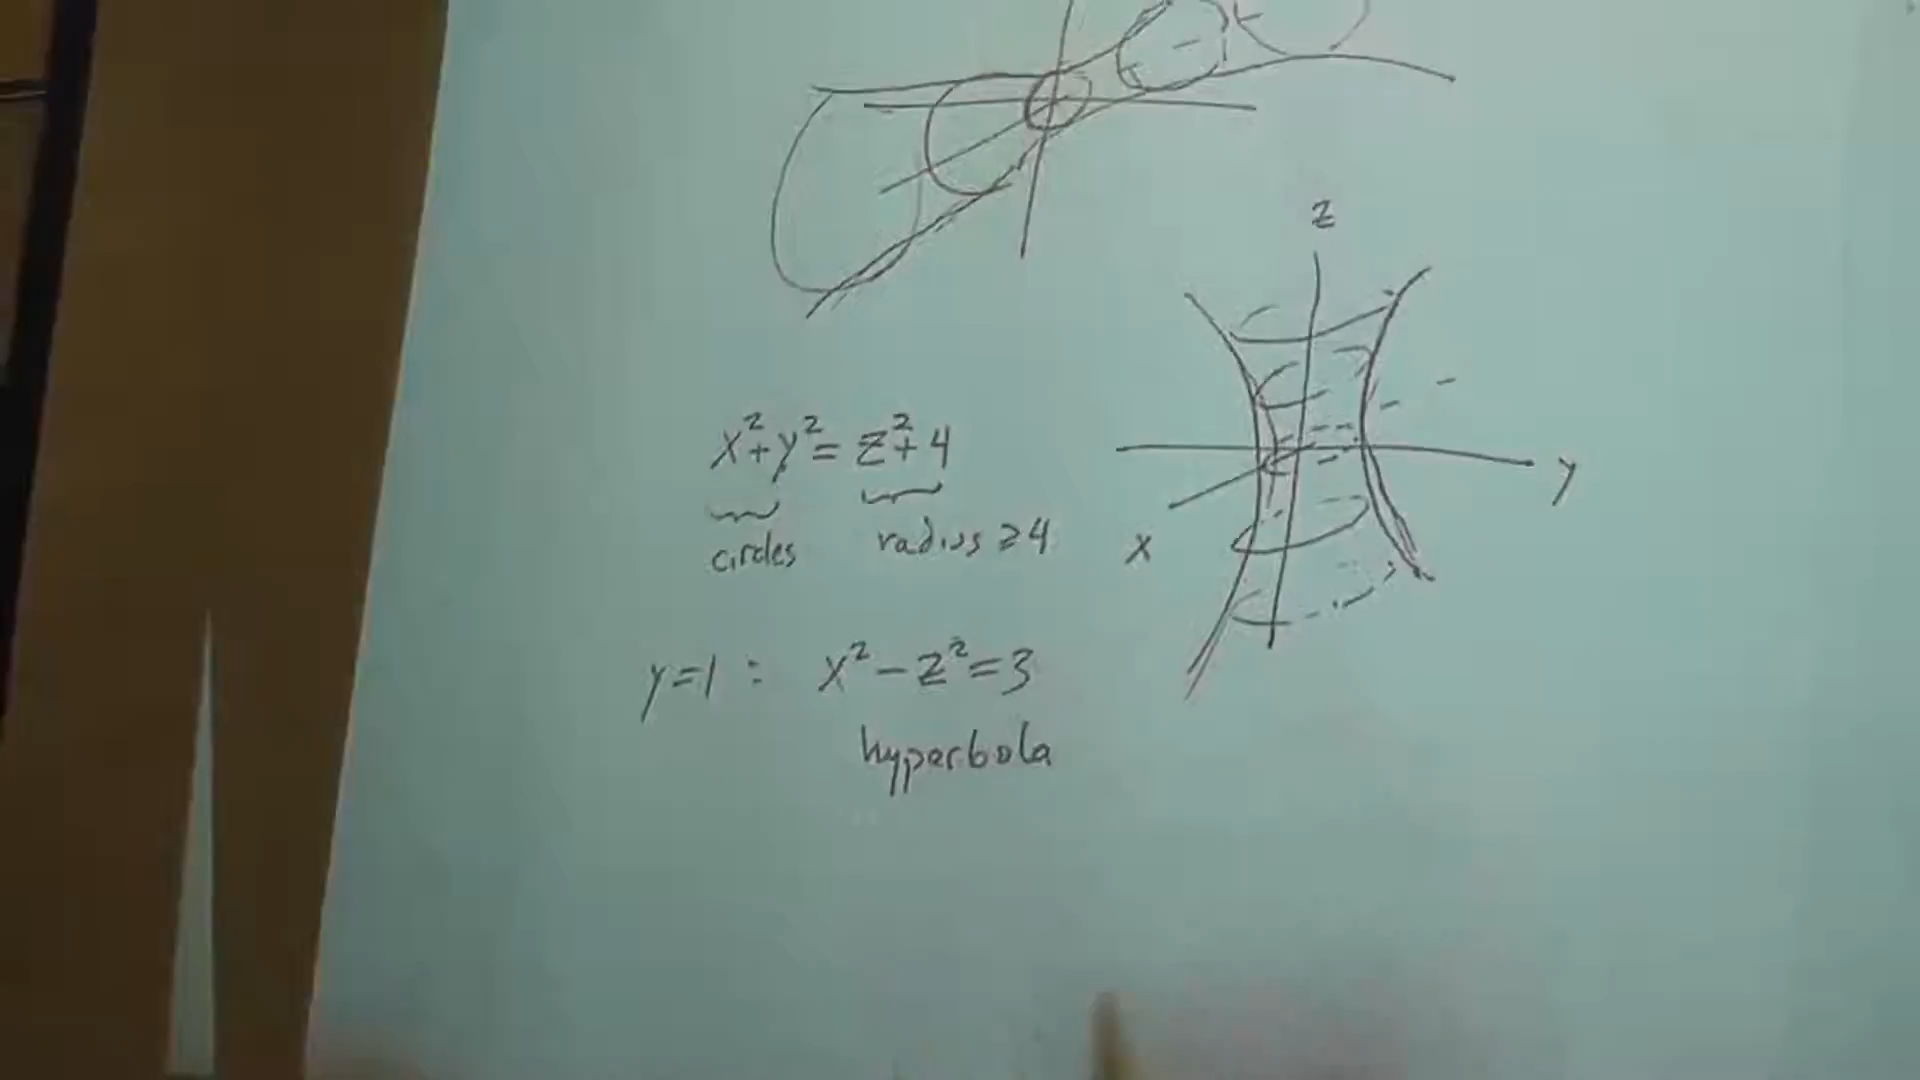 z
x²+y² = z²+4
y
circles
radius ≥4
x
y=1 : x²-z²=3
hyperbola